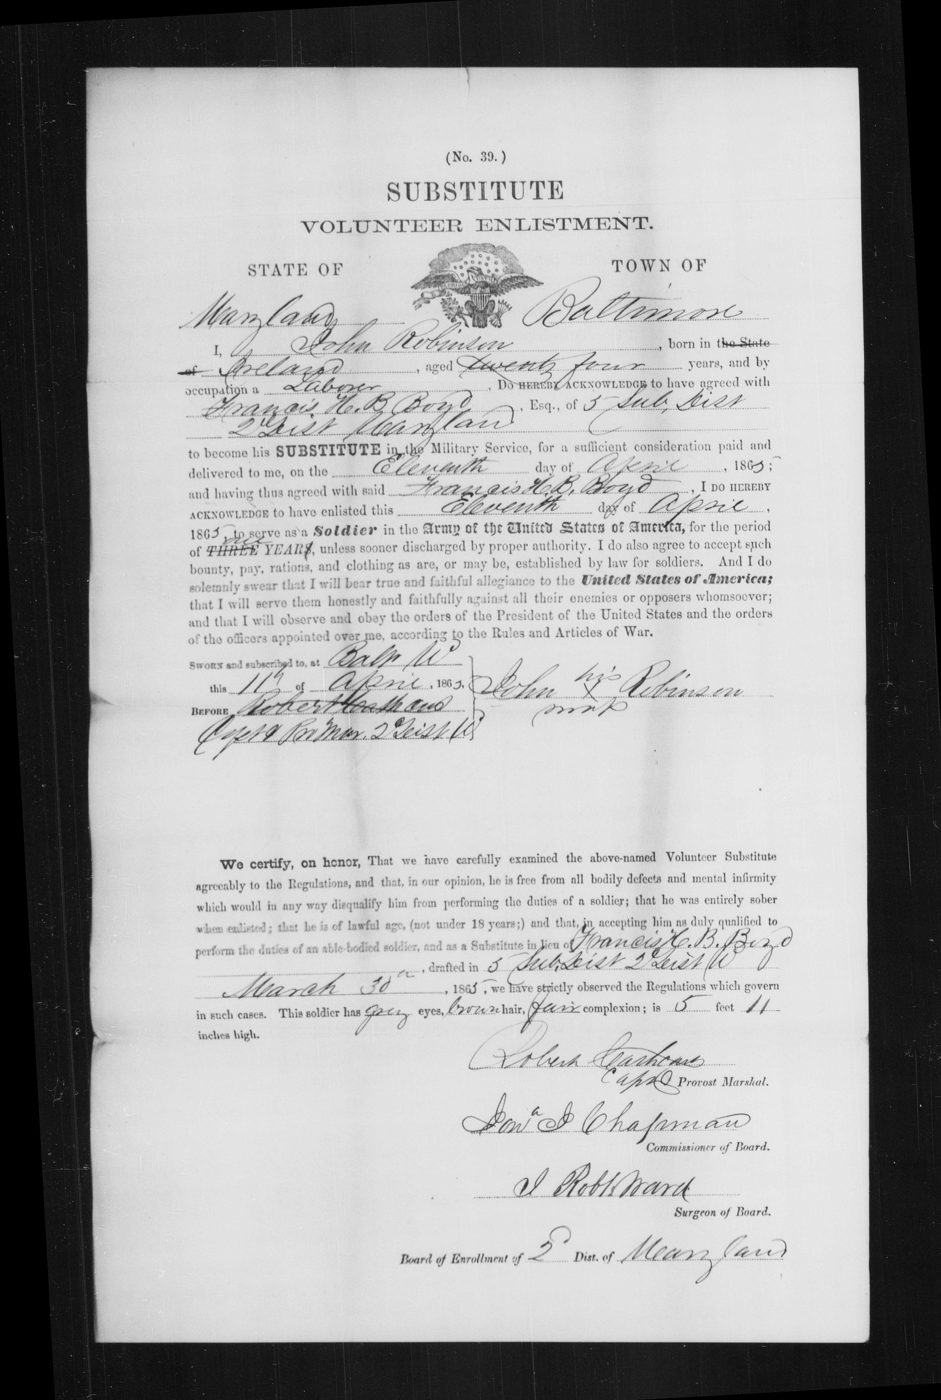 (No. 39.)
SUBSTITUTE
VOLUNTEER ENLISTMENT.
STATE OF TOWN OF
Maryland Baltimore
I, John Robinson, born in the State
of Ireland, aged twenty four years, and by
occupation a Laborer, DO HEREBY ACKNOWLEDGE to have agreed with
Francis H. B. Boyd, Esq., of 5 Sub. Dist
2d Dist Maryland
to become his SUBSTITUTE in the Military Service, for a sufficient consideration paid and
delivered to me, on the Eleventh day of April, 1865;
and having thus agreed with said Francis H. B. Boyd, I DO HEREBY
ACKNOWLEDGE to have enlisted this Eleventh day of April,
1865, to serve as a Soldier in the Army of the United States of America, for the period
one
of THREE YEARS, unless sooner discharged by proper authority. I do also agree to accept such
bounty, pay, rations, and clothing as are, or may be, established by law for soldiers. And I do
solemnly swear that I will bear true and faithful allegiance to the United States of America;
that I will serve them honestly and faithfully against all their enemies or opposers whomsoever;
and that I will observe and obey the orders of the President of the United States and the orders
of the officers appointed over me, according to the Rules and Articles of War.
SWORN and subscribed to, at Balto
this 11th of April, 1865.
John his X mark Robinson
BEFORE Robert Cathcart
Capt & Pro Mar. 2d Dist
We certify, on honor, That we have carefully examined the above-named Volunteer Substitute
agreeably to the Regulations, and that, in our opinion, he is free from all bodily defects and mental infirmity
which would in any way disqualify him from performing the duties of a soldier; that he was entirely sober
when enlisted; that he is of lawful age, (not under 18 years;) and that, in accepting him as duly qualified to
perform the duties of an able-bodied soldier, and as a Substitute in lieu of Francis H. B. Boyd
, drafted in 5 Sub. Dist 2d Dist
March 30th, 1865, we have strictly observed the Regulations which govern
in such cases. This soldier has grey eyes, brown hair, fair complexion; is 5 feet 11
inches high.
Robert Cathcart
Capt & Provost Marshal.
Jona J Chapman
Commissioner of Board.
J Robt Ward
Surgeon of Board.
Board of Enrollment of 2d Dist. of Maryland